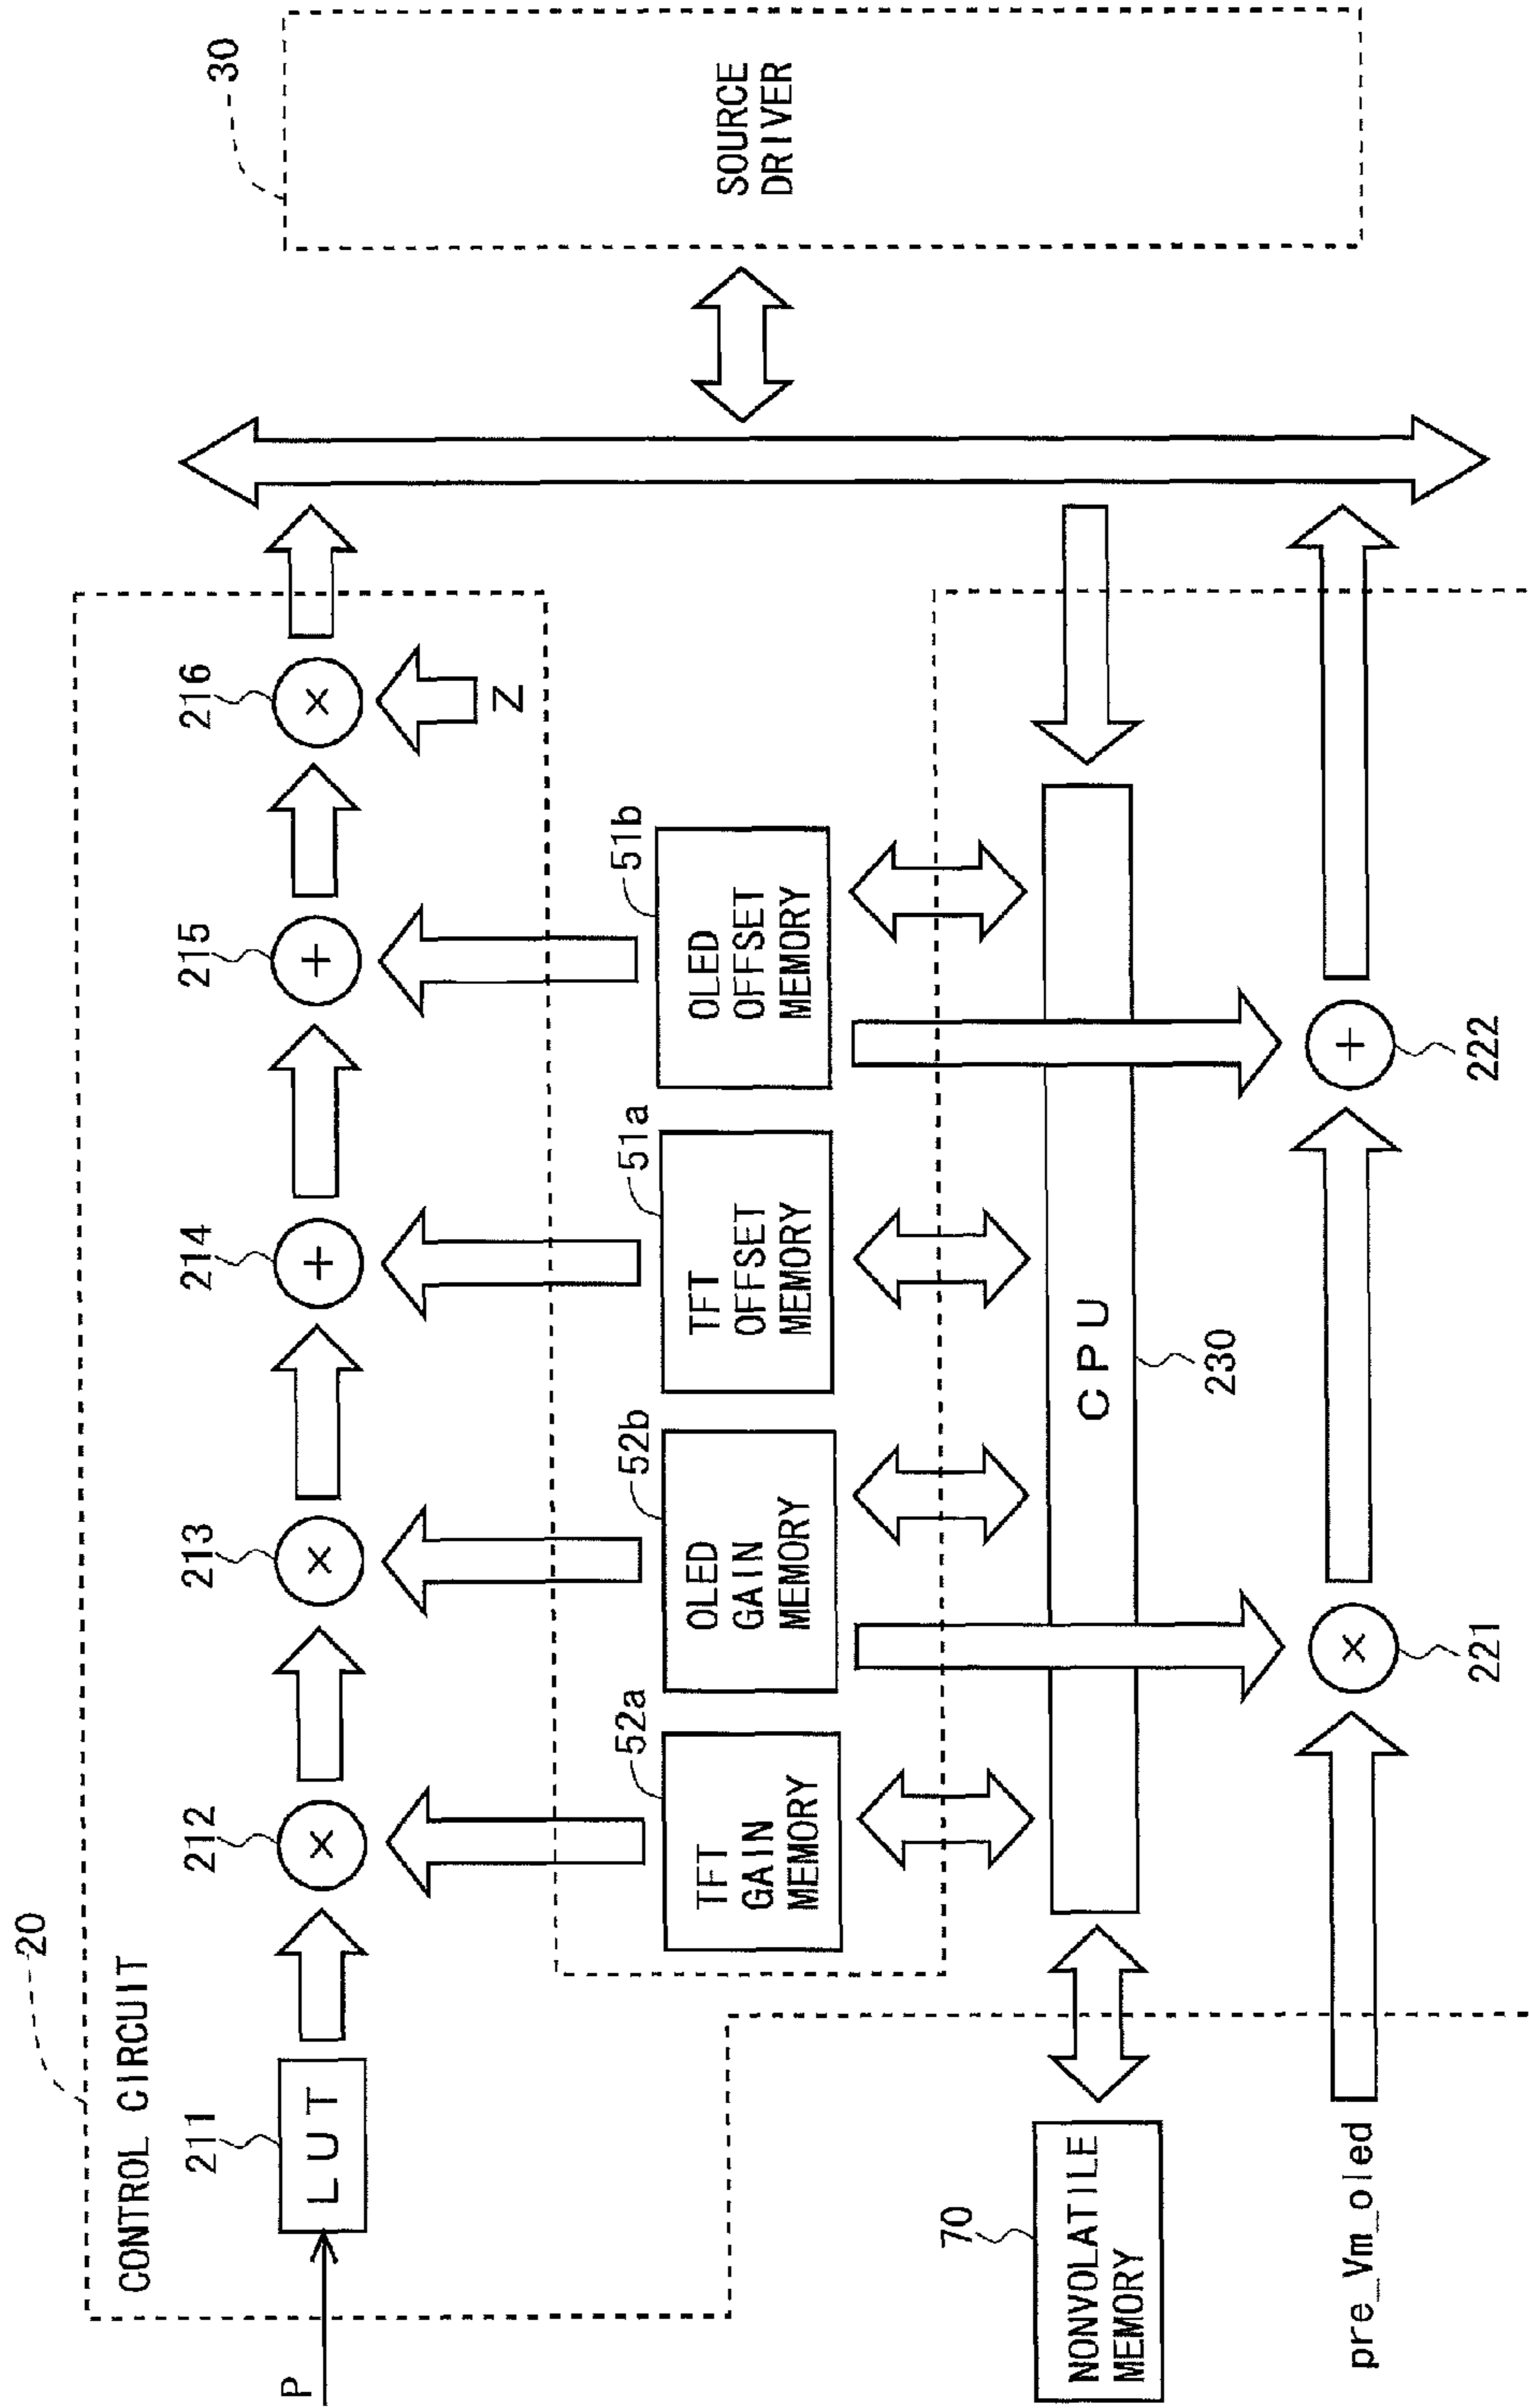 20
CONTROL CIRCUIT
P
211
LUT
212
×
213
×
214
+
215
+
216
×
Z
30
SOURCE
DRIVER
52a
TFT
GAIN
MEMORY
52b
OLED
GAIN
MEMORY
51a
TFT
OFFSET
MEMORY
51b
OLED
OFFSET
MEMORY
70
NONVOLATILE
MEMORY
CPU
230
pre_Vm_oled
×
221
+
222